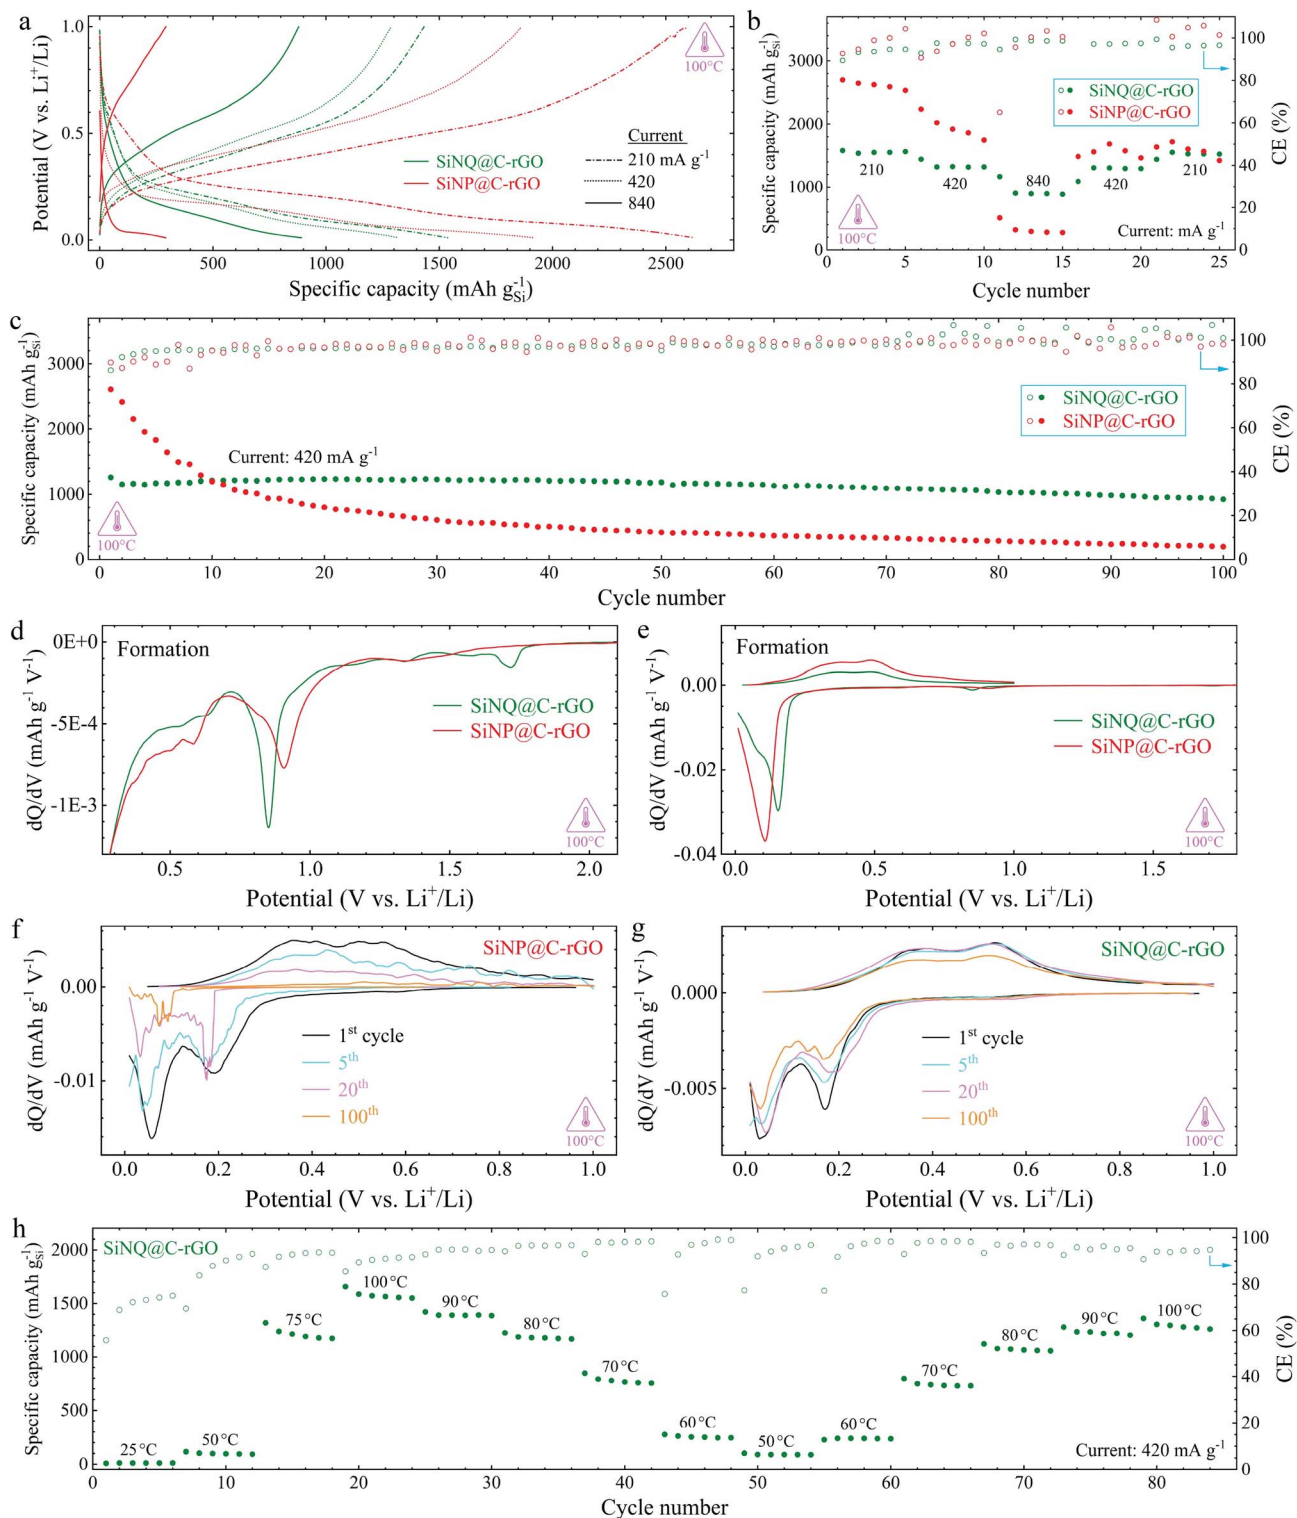 a
Potential (V vs. Li⁺/Li)
1.0
0.5
0.0
100°C
Current
SiNQ@C-rGO
210 mA g⁻¹
SiNP@C-rGO
420
840
0
500
1000
1500
2000
2500
Specific capacity (mAh g⁻¹Si)
b
Specific capacity (mAh g⁻¹Si)
3000
2000
1000
0
SiNQ@C-rGO
SiNP@C-rGO
210
420
840
420
210
100°C
Current: mA g⁻¹
100
80
60
40
20
0
CE (%)
0
5
10
15
20
25
Cycle number
c
Specific capacity (mAh g⁻¹Si)
3000
2000
1000
0
SiNQ@C-rGO
SiNP@C-rGO
Current: 420 mA g⁻¹
100°C
100
80
60
40
20
0
CE (%)
0
10
20
30
40
50
60
70
80
90
100
Cycle number
d
Formation
dQ/dV (mAh g⁻¹ V⁻¹)
0E+0
-5E-4
-1E-3
SiNQ@C-rGO
SiNP@C-rGO
100°C
0.5
1.0
1.5
2.0
Potential (V vs. Li⁺/Li)
e
Formation
dQ/dV (mAh g⁻¹ V⁻¹)
0.00
-0.02
-0.04
SiNQ@C-rGO
SiNP@C-rGO
100°C
0.0
0.5
1.0
1.5
Potential (V vs. Li⁺/Li)
f
SiNP@C-rGO
dQ/dV (mAh g⁻¹ V⁻¹)
0.00
-0.01
1ˢᵗ cycle
5ᵗʰ
20ᵗʰ
100ᵗʰ
100°C
0.0
0.2
0.4
0.6
0.8
1.0
Potential (V vs. Li⁺/Li)
g
SiNQ@C-rGO
dQ/dV (mAh g⁻¹ V⁻¹)
0.000
-0.005
1ˢᵗ cycle
5ᵗʰ
20ᵗʰ
100ᵗʰ
100°C
0.0
0.2
0.4
0.6
0.8
1.0
Potential (V vs. Li⁺/Li)
h
SiNQ@C-rGO
Specific capacity (mAh g⁻¹Si)
2000
1500
1000
500
0
25°C
50°C
75°C
100°C
90°C
80°C
70°C
60°C
50°C
60°C
70°C
80°C
90°C
100°C
Current: 420 mA g⁻¹
100
80
60
40
20
0
CE (%)
0
10
20
30
40
50
60
70
80
Cycle number